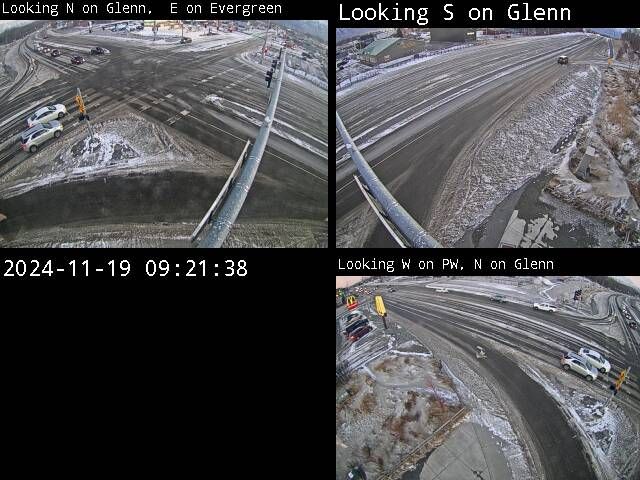 Looking N on Glenn, E on Evergreen
Looking S on Glenn
2024-11-19 09:21:38
Looking W on PW, N on Glenn